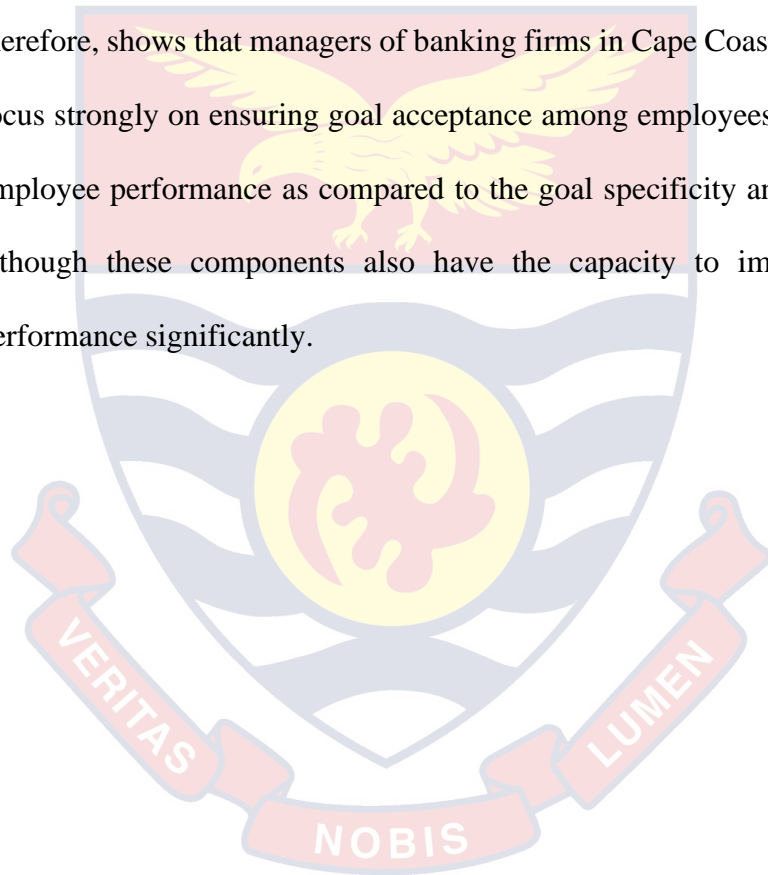 herefore, shows that managers of banking firms in Cape Coas
ocus strongly on ensuring goal acceptance among employees
mployee performance as compared to the goal specificity an
though these components also have the capacity to im
erformance significantly.
VERITAS
NOBIS
LUMEN